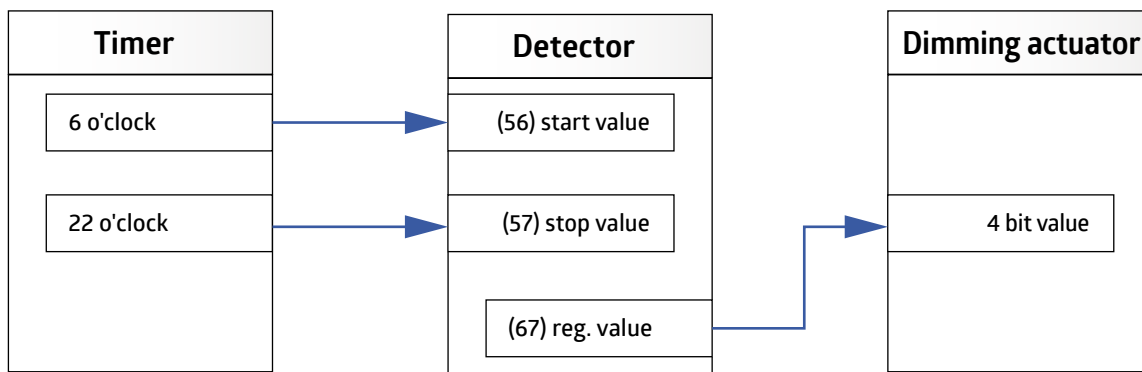 Timer
6 o'clock
22 o'clock
Detector
(56) start value
(57) stop value
(67) reg. value
Dimming actuator
4 bit value